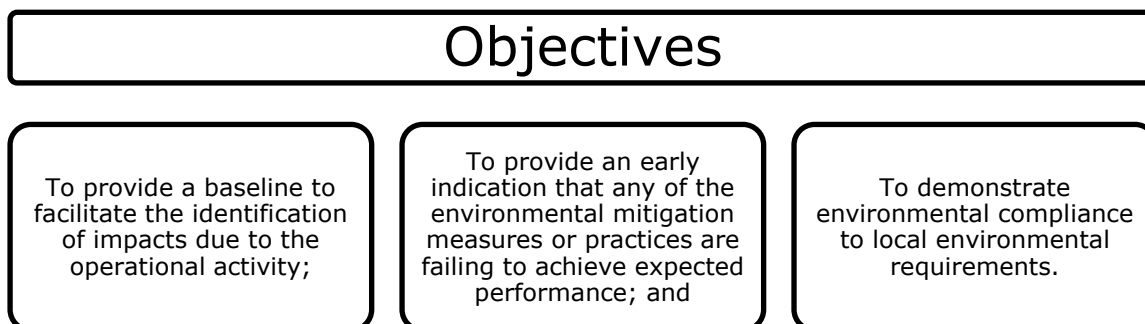 Objectives
To provide a baseline to
facilitate the identification
of impacts due to the
operational activity;
To provide an early
indication that any of the
environmental mitigation
measures or practices are
failing to achieve expected
performance; and
To demonstrate
environmental compliance
to local environmental
requirements.